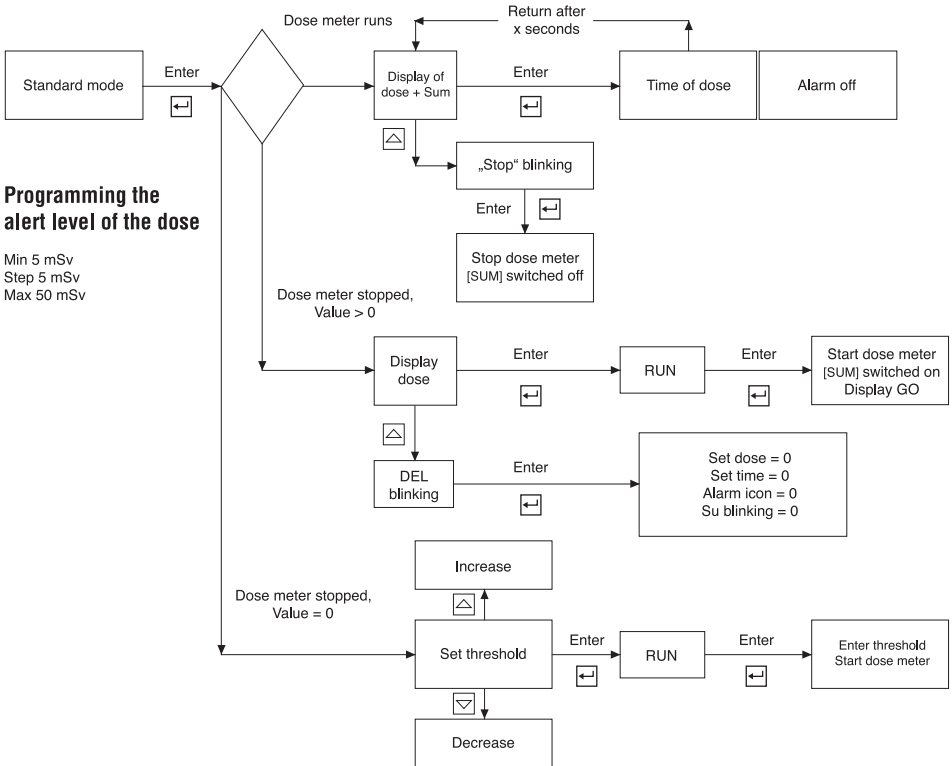 Dose meter runs
Return after
x seconds
Standard mode
Enter
Display of
dose + Sum
Enter
Time of dose
Alarm off
„Stop“ blinking
Enter
Stop dose meter
[SUM] switched off
Programming the
alert level of the dose
Min 5 mSv
Step 5 mSv
Max 50 mSv
Dose meter stopped,
Value > 0
Display
dose
Enter
RUN
Enter
Start dose meter
[SUM] switched on
Display GO
DEL
blinking
Enter
Set dose = 0
Set time = 0
Alarm icon = 0
Su blinking = 0
Dose meter stopped,
Value = 0
Increase
Set threshold
Enter
RUN
Enter
Enter threshold
Start dose meter
Decrease